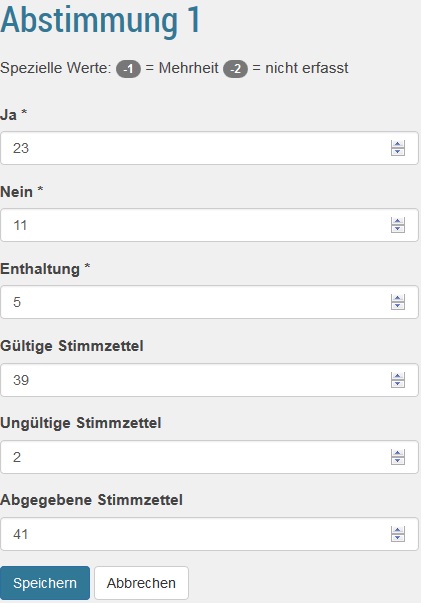 Abstimmung 1
Spezielle Werte: -1 = Mehrheit -2 = nicht erfasst
Ja *
23
Nein *
11
Enthaltung *
5
Gültige Stimmzettel
39
Ungültige Stimmzettel
2
Abgegebene Stimmzettel
41
Speichern Abbrechen